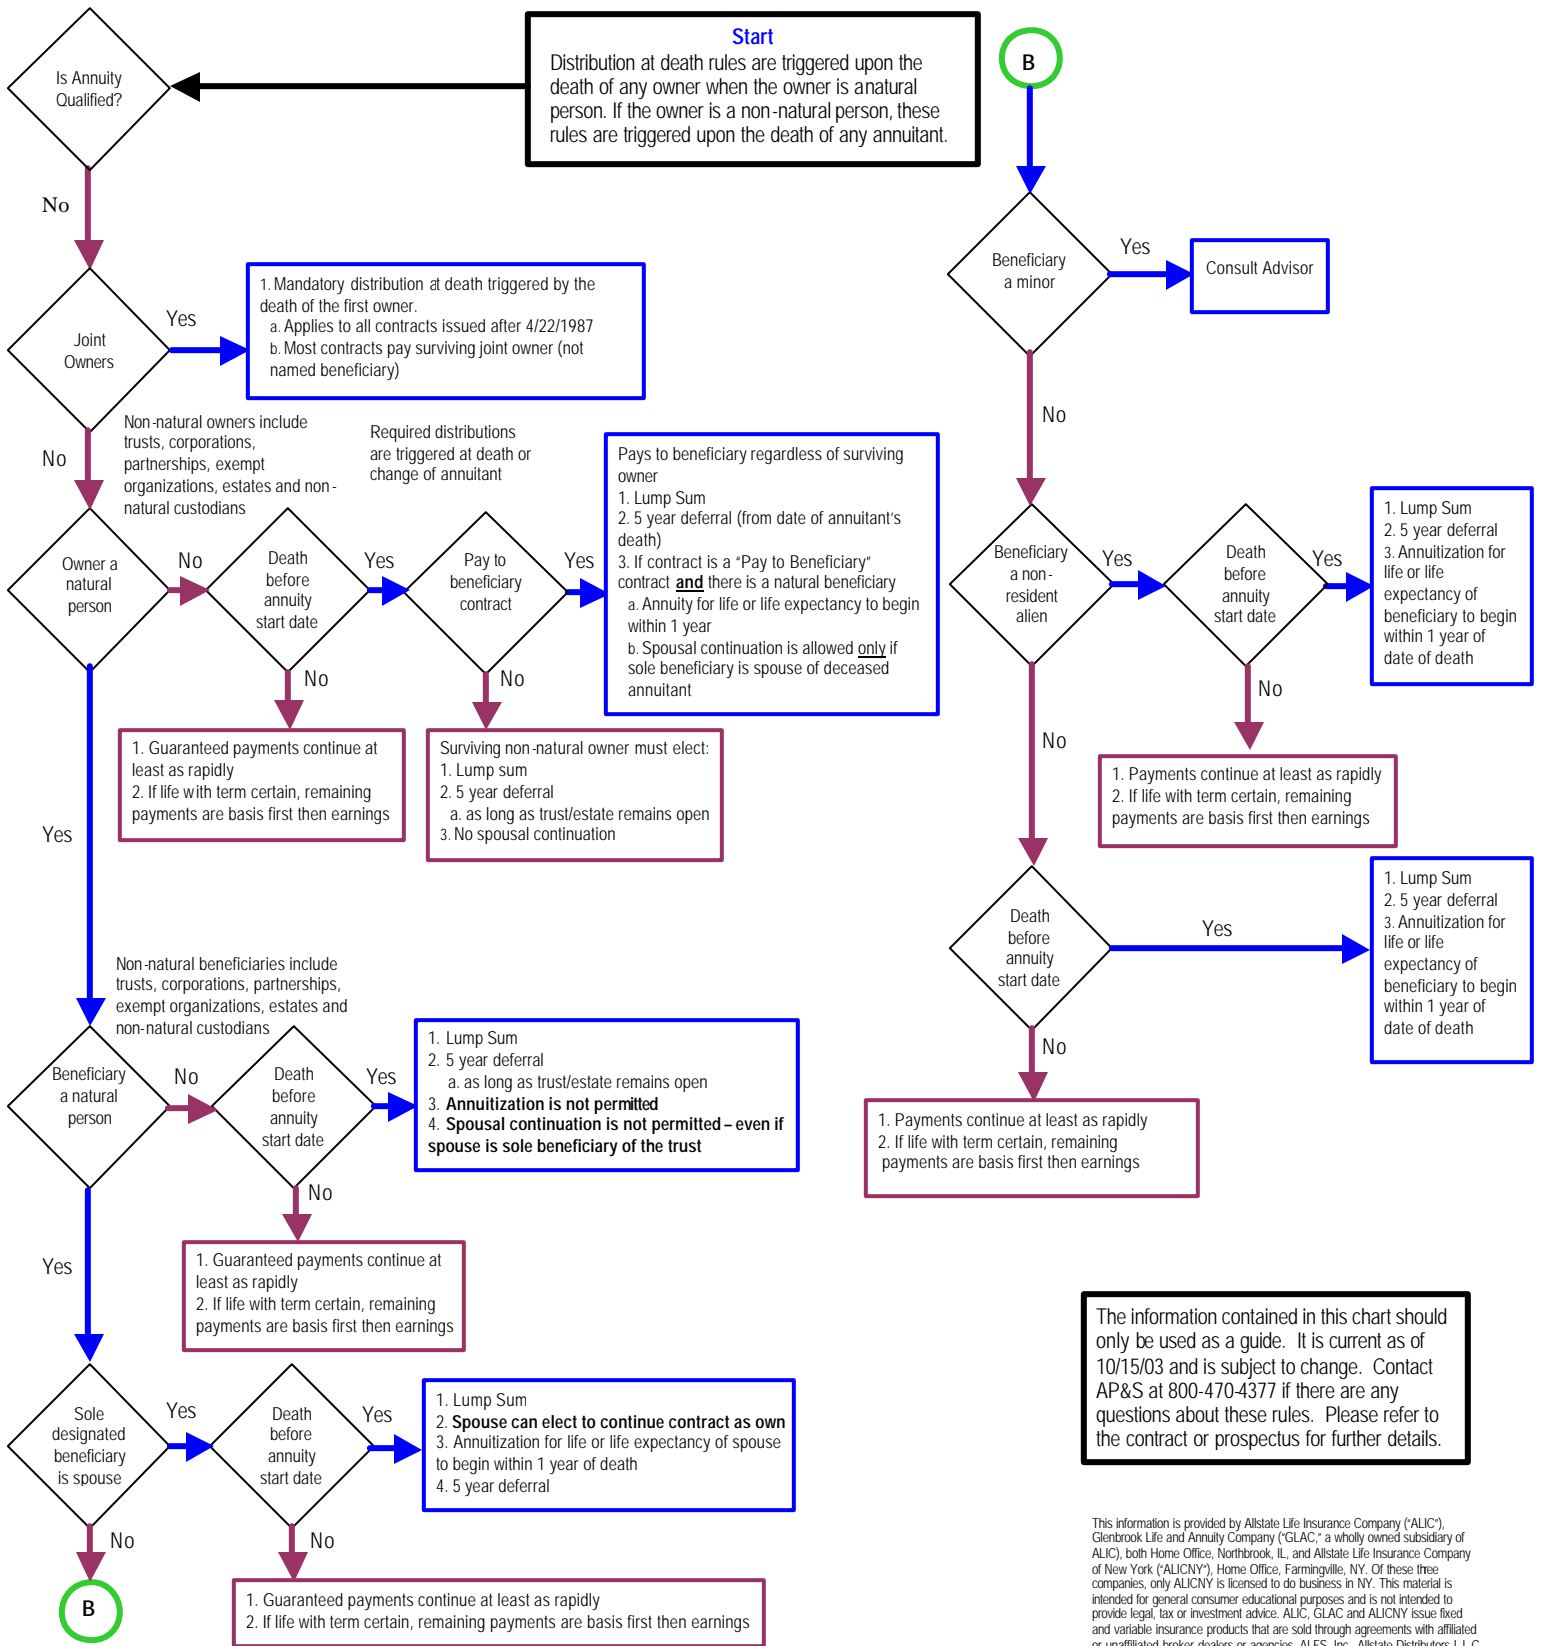 Start
Distribution at death rules are triggered upon the
death of any owner when the owner is anatural
person. If the owner is a non-natural person, these
rules are triggered upon the death of any annuitant.
Is Annuity
Qualified?
No
Joint
Owners
Yes
1. Mandatory distribution at death triggered by the
death of the first owner.
a. Applies to all contracts issued after 4/22/1987
b. Most contracts pay surviving joint owner (not
named beneficiary)
No
Non-natural owners include
trusts, corporations,
partnerships, exempt
organizations, estates and non-
natural custodians
Required distributions
are triggered at death or
change of annuitant
Owner a
natural
person
No
Death
before
annuity
start date
Yes
Pay to
beneficiary
contract
Yes
Pays to beneficiary regardless of surviving
owner
1. Lump Sum
2. 5 year deferral (from date of annuitant's
death)
3. If contract is a "Pay to Beneficiary"
contract and there is a natural beneficiary
a. Annuity for life or life expectancy to begin
within 1 year
b. Spousal continuation is allowed only if
sole beneficiary is spouse of deceased
annuitant
No
1. Guaranteed payments continue at
least as rapidly
2. If life with term certain, remaining
payments are basis first then earnings
No
Surviving non-natural owner must elect:
1. Lump sum
2. 5 year deferral
a. as long as trust/estate remains open
3. No spousal continuation
Yes
Non-natural beneficiaries include
trusts, corporations, partnerships,
exempt organizations, estates and
non-natural custodians
Beneficiary
a natural
person
No
Death
before
annuity
start date
Yes
1. Lump Sum
2. 5 year deferral
a. as long as trust/estate remains open
3. Annuitization is not permitted
4. Spousal continuation is not permitted – even if
spouse is sole beneficiary of the trust
No
1. Guaranteed payments continue at
least as rapidly
2. If life with term certain, remaining
payments are basis first then earnings
Yes
Sole
designated
beneficiary
is spouse
Yes
Death
before
annuity
start date
Yes
1. Lump Sum
2. Spouse can elect to continue contract as own
3. Annuitization for life or life expectancy of spouse
to begin within 1 year of death
4. 5 year deferral
No
1. Guaranteed payments continue at least as rapidly
2. If life with term certain, remaining payments are basis first then earnings
No
B
B
Beneficiary
a minor
Yes
Consult Advisor
No
Beneficiary
a non-
resident
alien
Yes
Death
before
annuity
start date
Yes
1. Lump Sum
2. 5 year deferral
3. Annuitization for
life or life
expectancy of
beneficiary to begin
within 1 year of
date of death
No
1. Payments continue at least as rapidly
2. If life with term certain, remaining
payments are basis first then earnings
No
Death
before
annuity
start date
Yes
1. Lump Sum
2. 5 year deferral
3. Annuitization for
life or life
expectancy of
beneficiary to begin
within 1 year of
date of death
No
1. Payments continue at least as rapidly
2. If life with term certain, remaining
payments are basis first then earnings
The information contained in this chart should
only be used as a guide. It is current as of
10/15/03 and is subject to change. Contact
AP&S at 800-470-4377 if there are any
questions about these rules. Please refer to
the contract or prospectus for further details.
This information is provided by Allstate Life Insurance Company ("ALIC"),
Glenbrook Life and Annuity Company ("GLAC," a wholly owned subsidiary of
ALIC), both Home Office, Northbrook, IL, and Allstate Life Insurance Company
of New York ("ALICNY"), Home Office, Farmingville, NY. Of these three
companies, only ALICNY is licensed to do business in NY. This material is
intended for general consumer educational purposes and is not intended to
provide legal, tax or investment advice. ALIC, GLAC and ALICNY issue fixed
and variable insurance products that are sold through agreements with affiliated
or unaffiliated broker dealers or agencies. ALFS, Inc., Allstate Distributors L.L.C.